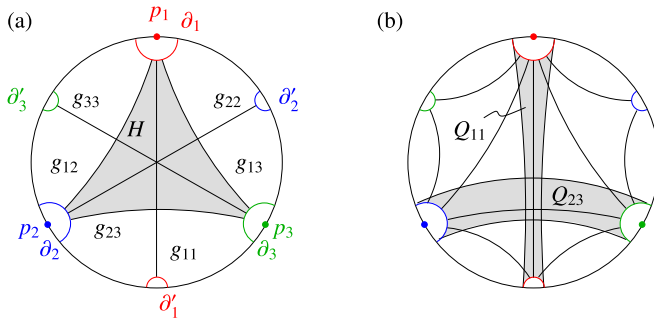 (a) p₁ ∂₁ (b)
∂′₃ g₃₃ g₂₂ ∂′₂
H Q₁₁
g₁₂ g₁₃
Q₂₃
p₂ ∂₂ g₂₃ g₁₁ ∂₃ p₃
∂′₁